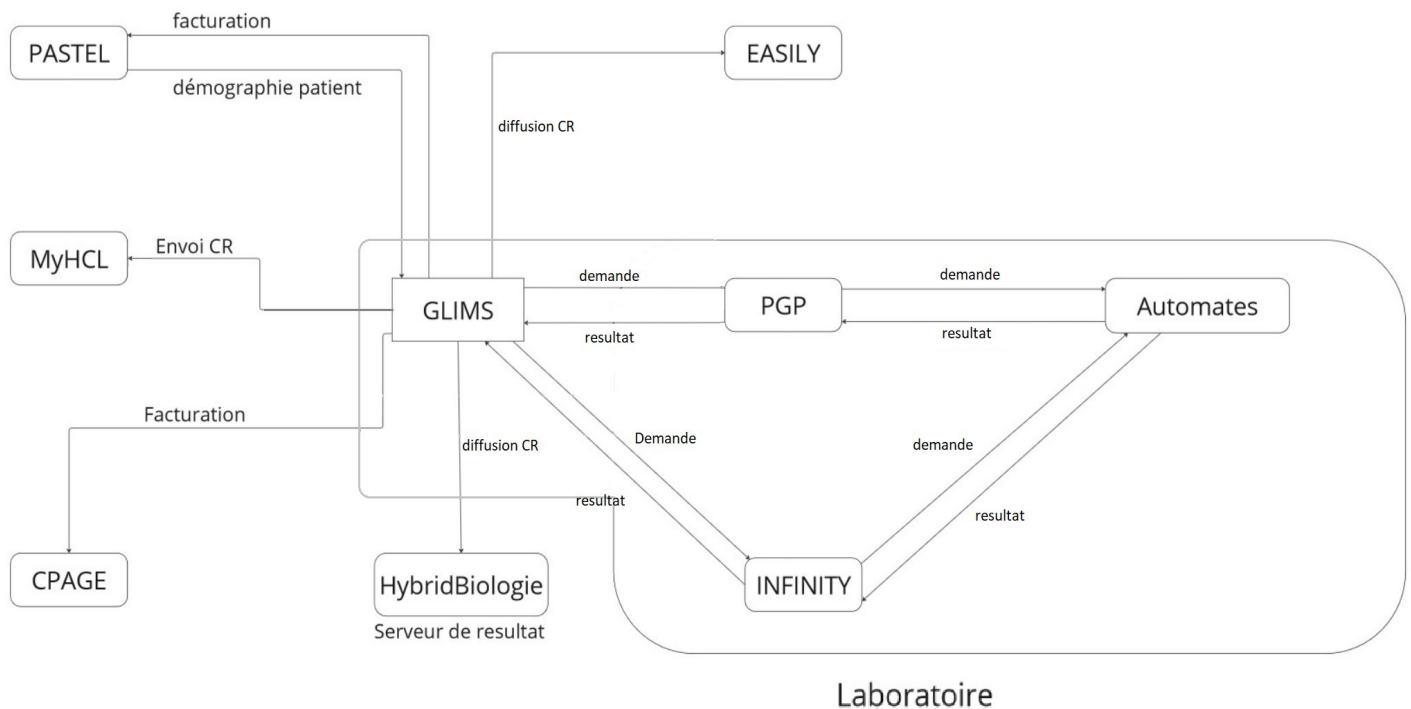 facturation
PASTEL
démographie patient
EASILY
diffusion CR
MyHCL
Envoi CR
GLIMS
demande
resultat
PGP
demande
resultat
Automates
Facturation
diffusion CR
Demande
resultat
demande
resultat
CPAGE
HybridBiologie
Serveur de resultat
INFINITY
Laboratoire